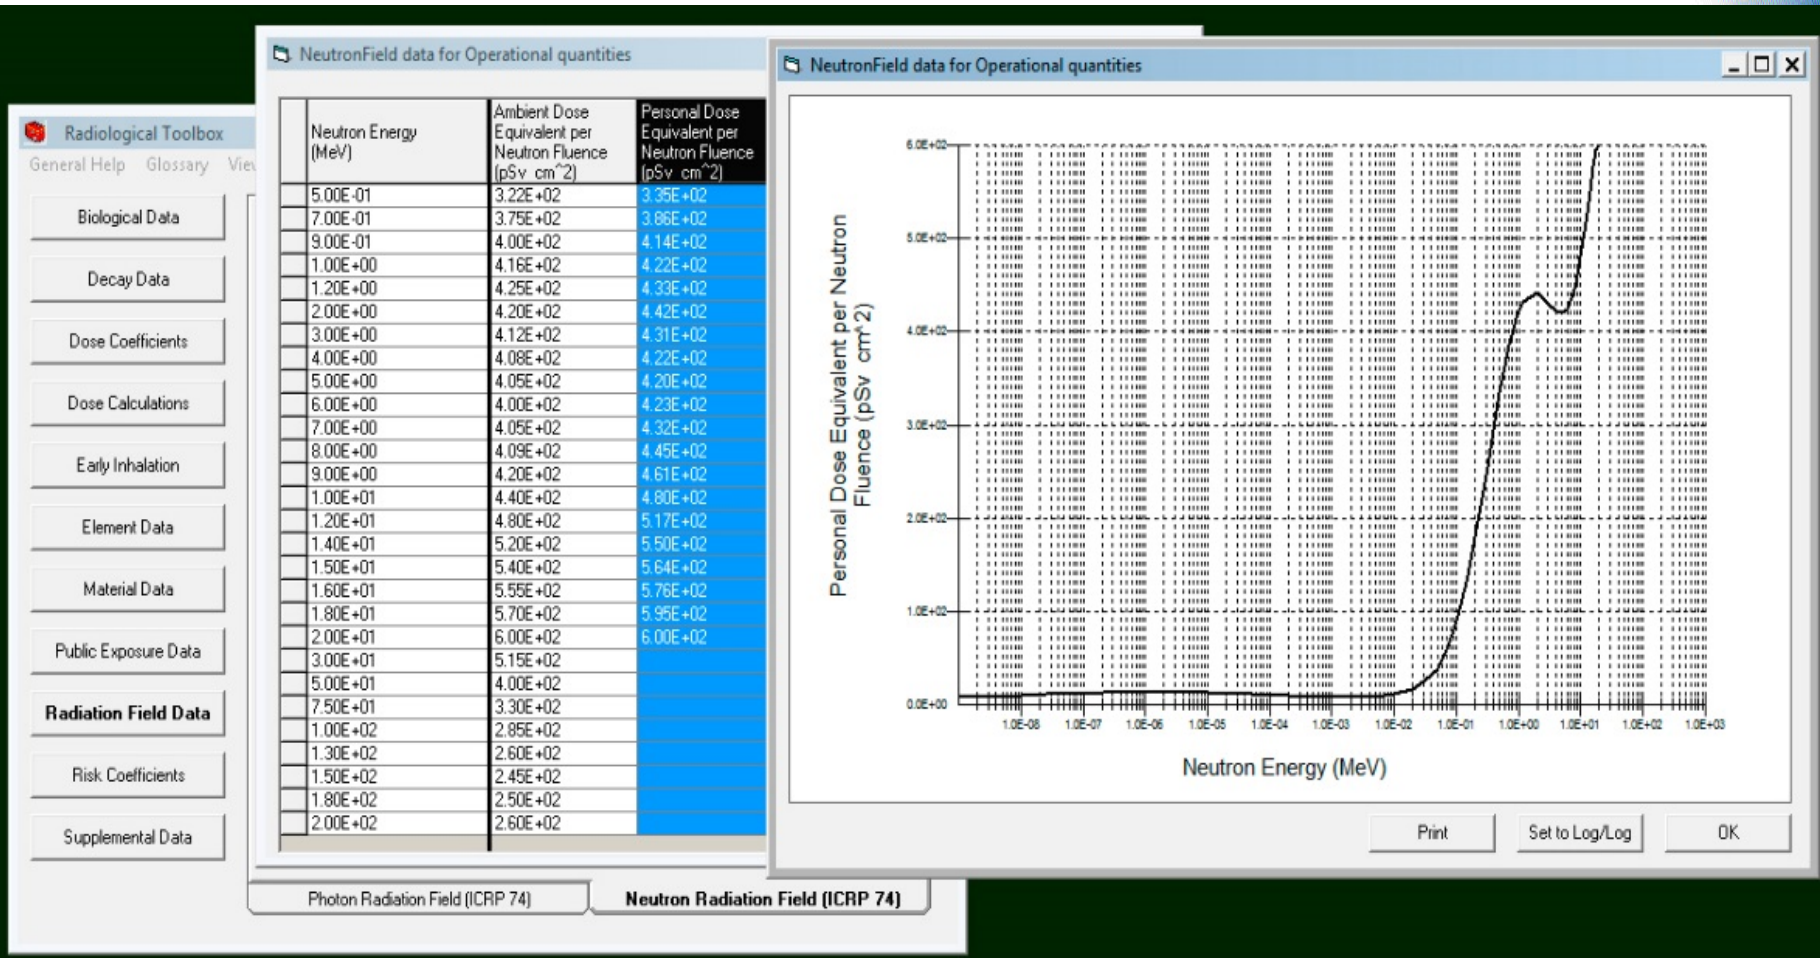 Radiological Toolbox
General Help Glossary
Biological Data
Decay Data
Dose Coefficients
Dose Calculations
Early Inhalation
Element Data
Material Data
Public Exposure Data
Radiation Field Data
Risk Coefficients
Supplemental Data
NeutronField data for Operational quantities
Neutron Energy
(MeV)
Ambient Dose
Equivalent per
Neutron Fluence
(pSv cm^2)
Personal Dose
Equivalent per
Neutron Fluence
(pSv cm^2)
5.00E-01 3.22E+02 3.35E+02
7.00E-01 3.75E+02 3.86E+02
9.00E-01 4.00E+02 4.14E+02
1.00E+00 4.16E+02 4.22E+02
1.20E+00 4.25E+02 4.33E+02
2.00E+00 4.20E+02 4.42E+02
3.00E+00 4.12E+02 4.31E+02
4.00E+00 4.08E+02 4.22E+02
5.00E+00 4.05E+02 4.20E+02
6.00E+00 4.00E+02 4.23E+02
7.00E+00 4.05E+02 4.32E+02
8.00E+00 4.09E+02 4.45E+02
9.00E+00 4.20E+02 4.61E+02
1.00E+01 4.40E+02 4.80E+02
1.20E+01 4.80E+02 5.17E+02
1.40E+01 5.20E+02 5.50E+02
1.50E+01 5.40E+02 5.64E+02
1.60E+01 5.55E+02 5.76E+02
1.80E+01 5.70E+02 5.95E+02
2.00E+01 6.00E+02 6.00E+02
3.00E+01 5.15E+02
5.00E+01 4.00E+02
7.50E+01 3.30E+02
1.00E+02 2.85E+02
1.30E+02 2.60E+02
1.50E+02 2.45E+02
1.80E+02 2.50E+02
2.00E+02 2.60E+02
Photon Radiation Field (ICRP 74)
Neutron Radiation Field (ICRP 74)
NeutronField data for Operational quantities
Personal Dose Equivalent per Neutron
Fluence (pSv cm^2)
6.0E+02
5.0E+02
4.0E+02
3.0E+02
2.0E+02
1.0E+02
0.0E+00
1.0E-08 1.0E-07 1.0E-06 1.0E-05 1.0E-04 1.0E-03 1.0E-02 1.0E-01 1.0E+00 1.0E+01 1.0E+02 1.0E+03
Neutron Energy (MeV)
Print
Set to Log/Log
OK